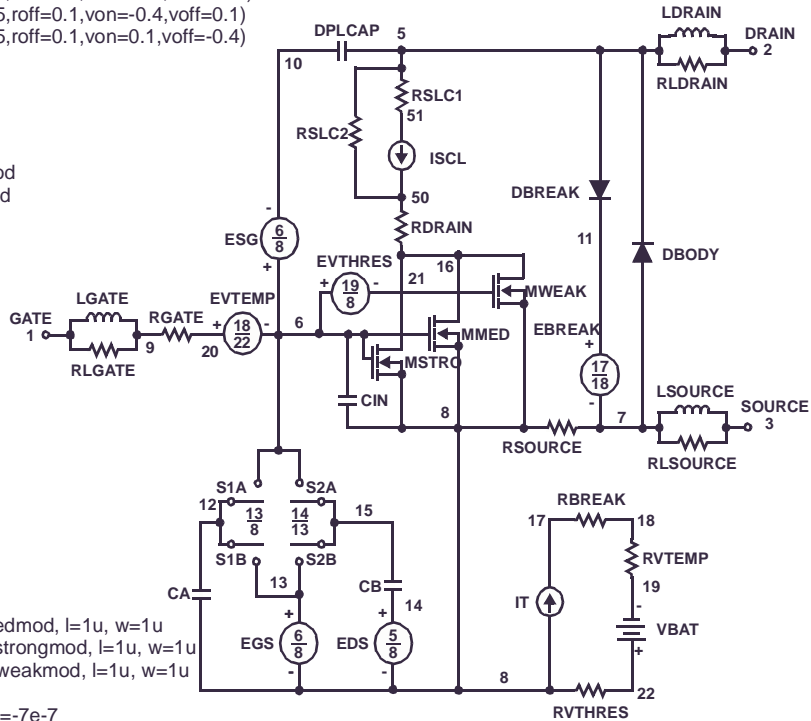 5,roff=0.1,von=-0.4,voff=0.1)
5,roff=0.1,von=0.1,voff=-0.4)
LDRAIN
DPLCAP 5 DRAIN
2
10
RLDRAIN
RSLC1
51
RSLC2
ISCL
od
d
50
DBREAK
-
RDRAIN
ESG 6
8
11
DBODY
EVTHRES
+ 16
21
+ 19 -
8
MWEAK
LGATE EVTEMP
GATE RGATE + 18 - 6
1 22
EBREAK
MMED
9 20
+
RLGATE
MSTRO
17
18
LSOURCE
CIN
- SOURCE
8 7
3
RSOURCE
RLSOURCE
S1A S2A
12 13
8
14
13
15
RBREAK
17 18
S1B S2B
RVTEMP
13 CB
19
CA
14 IT
-
+ +
VBAT
EGS 6
8
EDS 5
8
+
- - 8
22
RVTHRES
edmod, l=1u, w=1u
strongmod, l=1u, w=1u
weakmod, l=1u, w=1u
=-7e-7